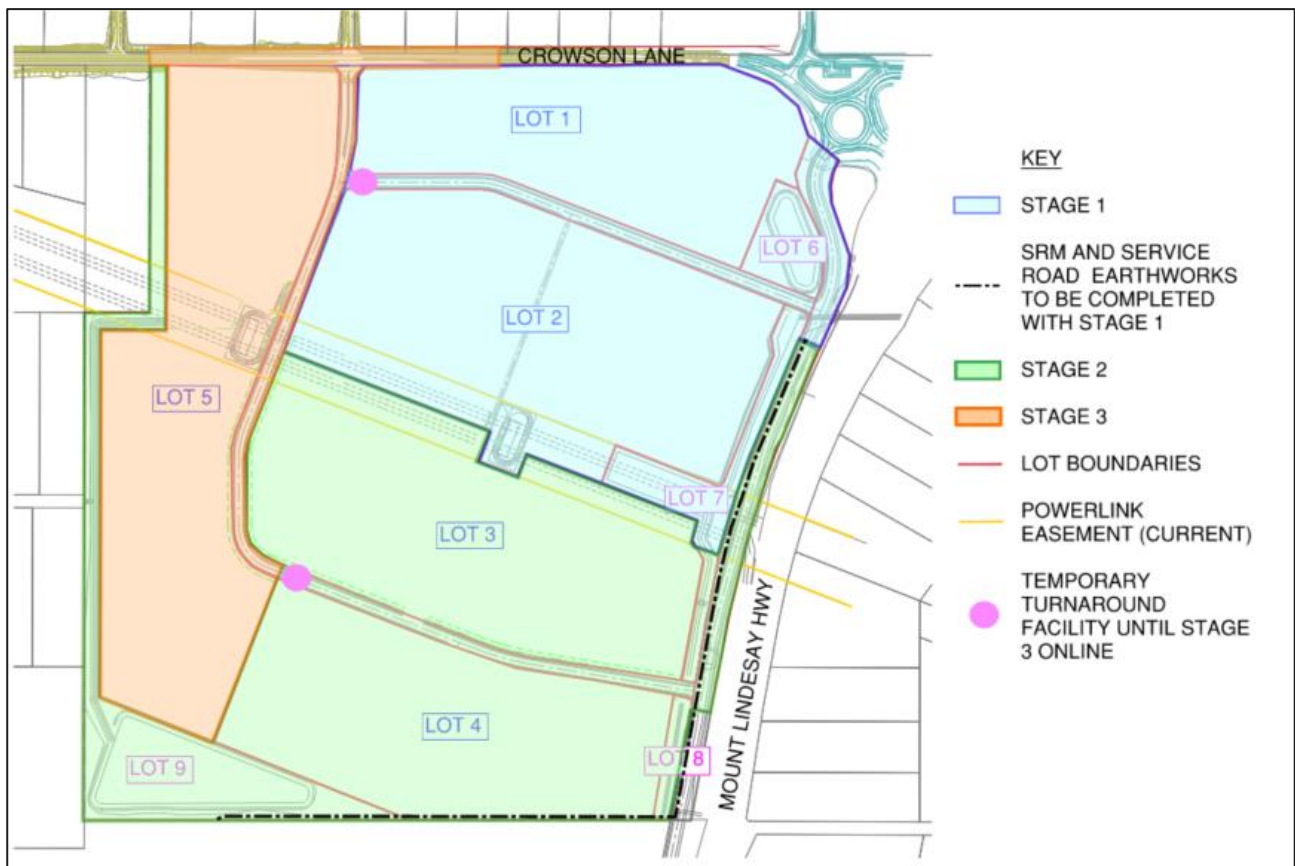 CROWSON LANE
LOT 1
LOT 6
LOT 2
LOT 5
LOT 7
LOT 3
LOT 4
LOT 8
LOT 9
MOUNT LINDESAY HWY
KEY
STAGE 1
SRM AND SERVICE
ROAD EARTHWORKS
TO BE COMPLETED
WITH STAGE 1
STAGE 2
STAGE 3
LOT BOUNDARIES
POWERLINK
EASEMENT (CURRENT)
TEMPORARY
TURNAROUND
FACILITY UNTIL STAGE
3 ONLINE